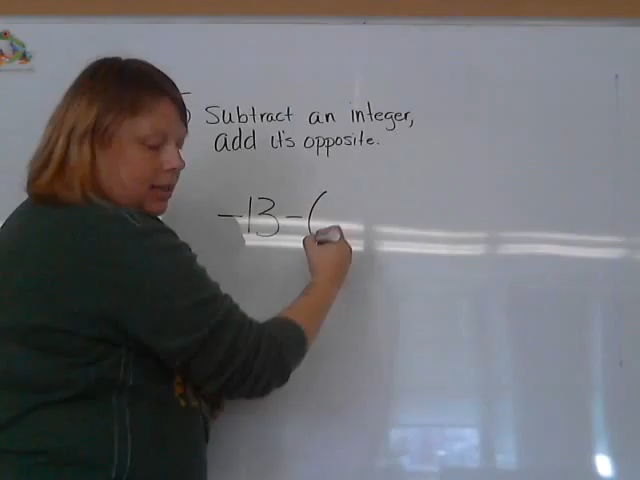 Subtract an integer,
add it's opposite.
-13-(